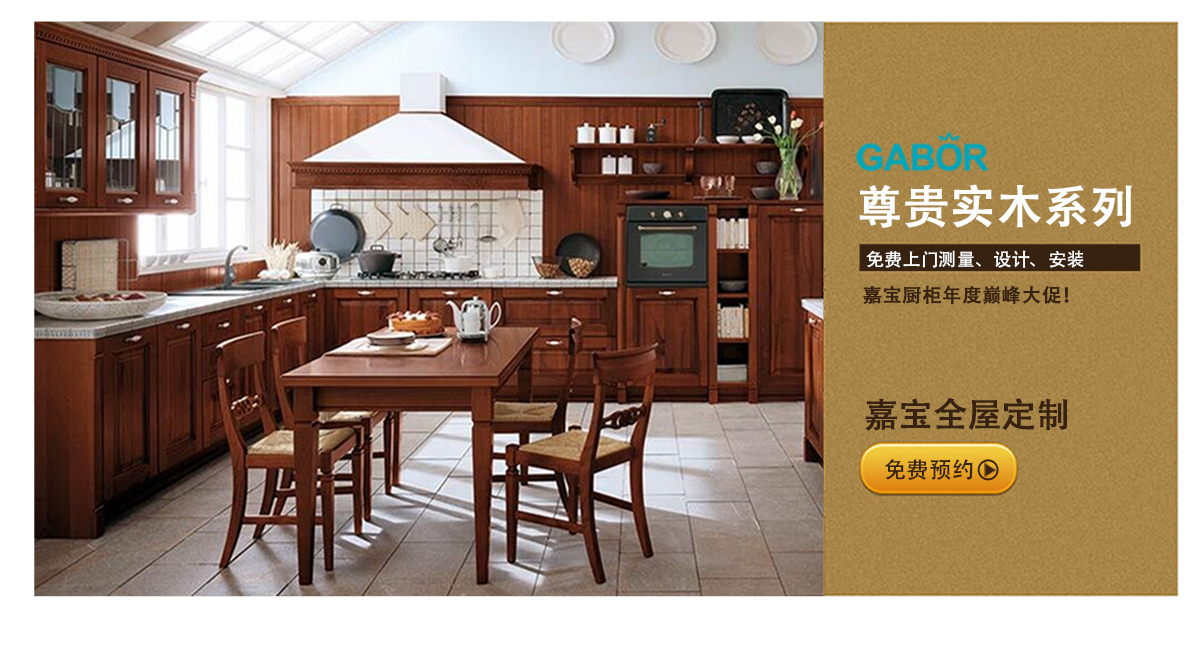 GABOR
尊贵实木系列
免费上门测量、设计、安装
嘉宝厨柜年度巅峰大促!
嘉宝全屋定制
免费预约